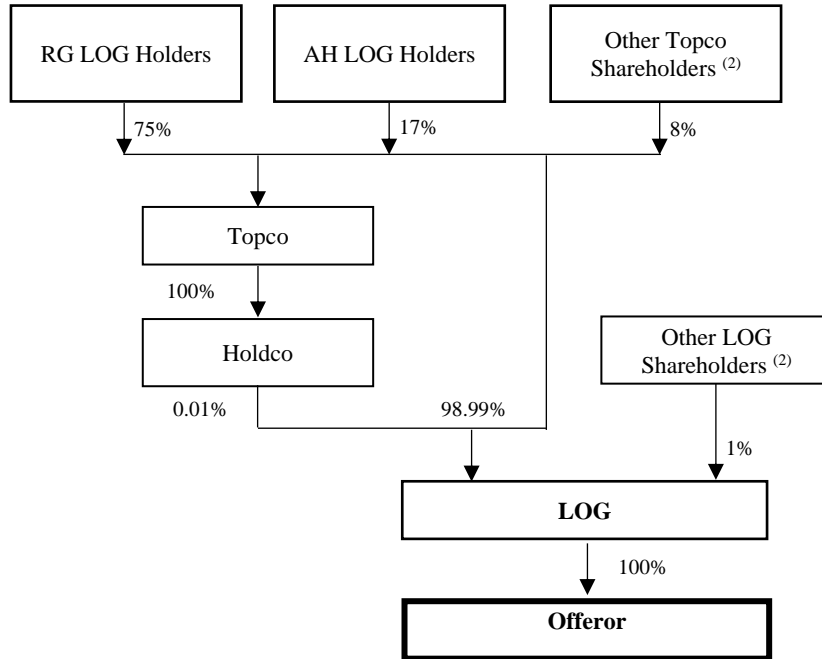 RG LOG Holders
AH LOG Holders
Other Topco
Shareholders (2)
75%
17%
8%
Topco
100%
Holdco
Other LOG
Shareholders (2)
0.01%
98.99%
1%
LOG
100%
Offeror